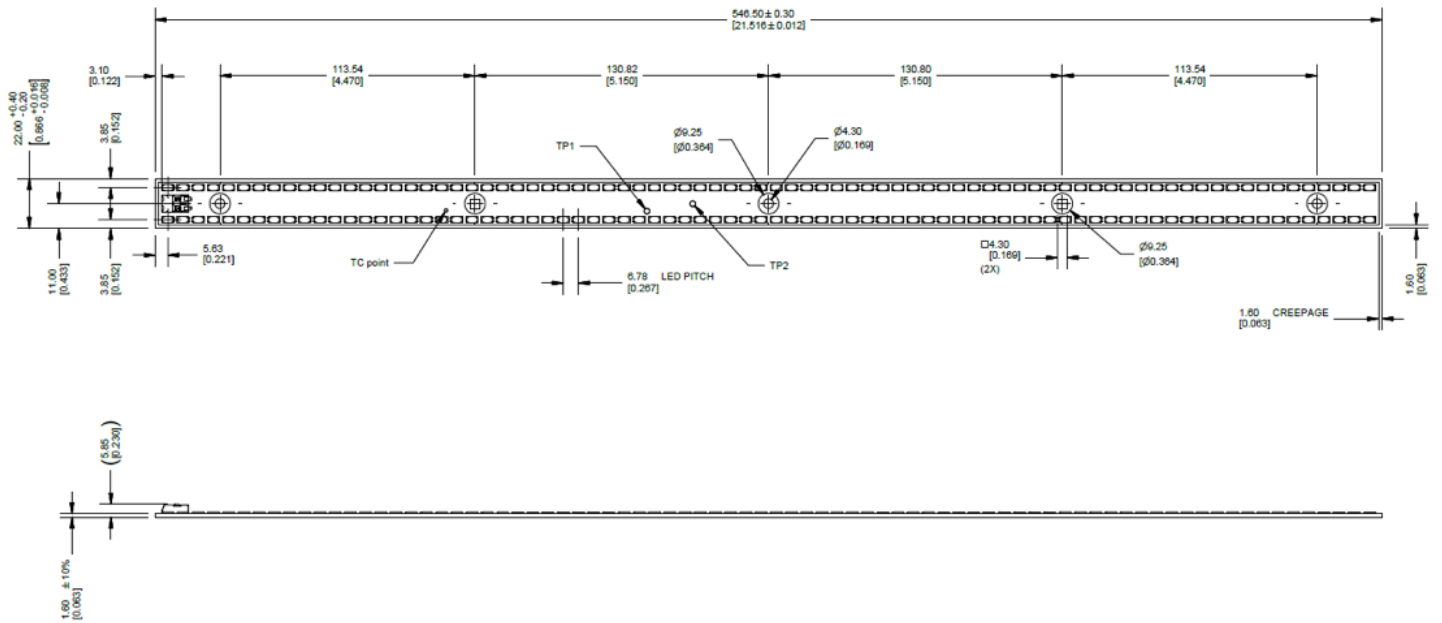 546.50±0.30
[21.516±0.012]
3.10
[0.122]
113.54
[4.470]
130.82
[5.150]
130.80
[5.150]
113.54
[4.470]
22.00 +0.40 -0.20
[0.866 +0.016 -0.008]
3.85
[0.152]
TP1
Ø9.25
[Ø0.364]
Ø4.30
[Ø0.169]
11.00
[0.433]
3.85
[0.152]
5.63
[0.221]
TC point
6.78 LED PITCH
[0.267]
TP2
□4.30
[0.169]
(2X)
Ø9.25
[Ø0.364]
1.60
[0.063]
1.60 CREEPAGE
[0.063]
(5.85
[0.230])
1.60 ±10%
[0.063]